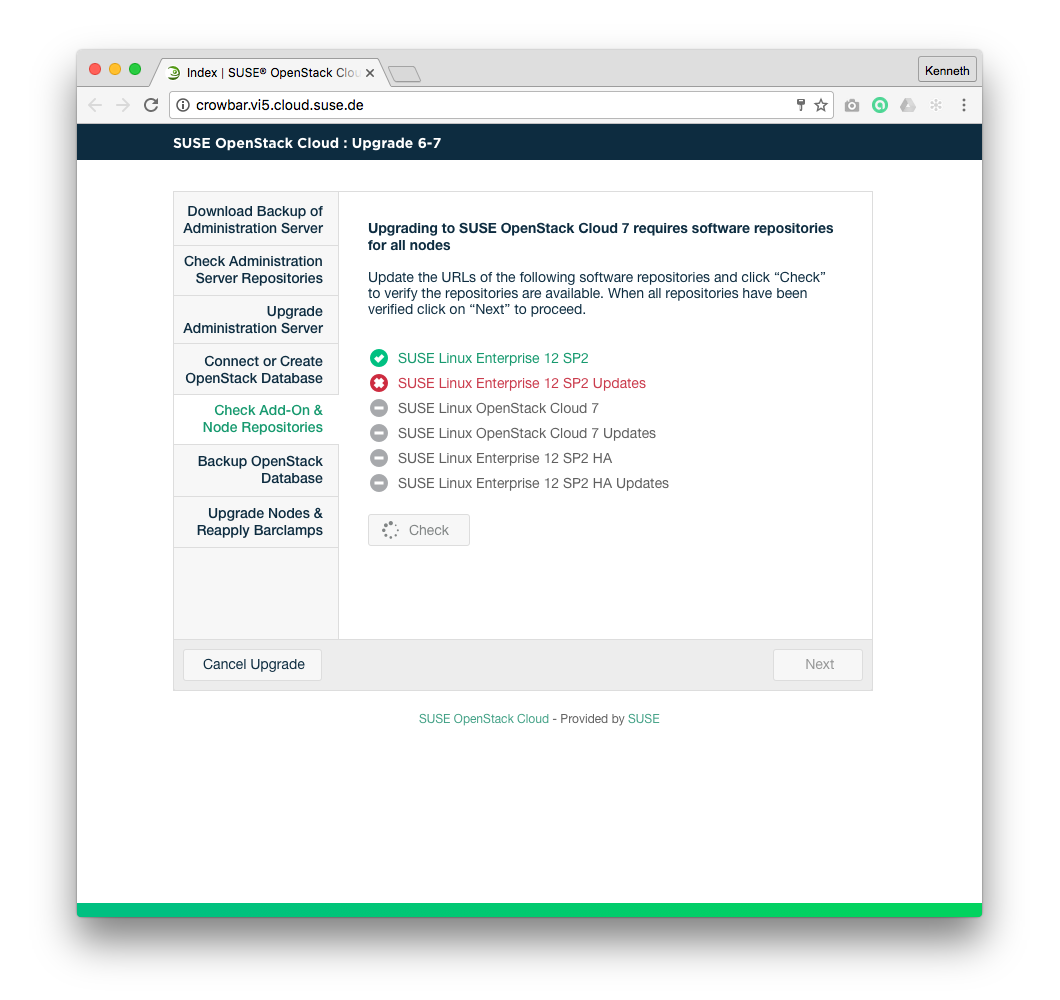 Index | SUSE® OpenStack Clou
Kenneth
crowbar.vi5.cloud.suse.de
SUSE OpenStack Cloud : Upgrade 6-7
Download Backup of
Administration Server
Check Administration
Server Repositories
Upgrade
Administration Server
Connect or Create
OpenStack Database
Check Add-On &
Node Repositories
Backup OpenStack
Database
Upgrade Nodes &
Reapply Barclamps
Upgrading to SUSE OpenStack Cloud 7 requires software repositories
for all nodes
Update the URLs of the following software repositories and click “Check”
to verify the repositories are available. When all repositories have been
verified click on “Next” to proceed.
SUSE Linux Enterprise 12 SP2
SUSE Linux Enterprise 12 SP2 Updates
SUSE Linux OpenStack Cloud 7
SUSE Linux OpenStack Cloud 7 Updates
SUSE Linux Enterprise 12 SP2 HA
SUSE Linux Enterprise 12 SP2 HA Updates
Check
Cancel Upgrade
Next
SUSE OpenStack Cloud - Provided by SUSE